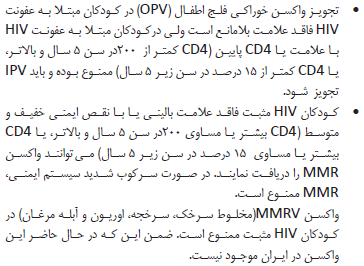 • تجویز واکسن خوراکی فلج اطفال (OPV) در کودکان مبتلا به عفونت
HIV فاقد علامت بلامانع است ولی در کودکان مبتلا به عفونت HIV
با علامت یا CD4 پایین (CD4 کمتر از ۲۰۰در سن ۵ سال و بالاتر،
یا CD4 کمتر از ۱۵ درصد در سن زیر ۵ سال) ممنوع بوده و باید IPV
تجویز شود.
• کودکان HIV مثبت فاقد علامت بالینی یا با نقص ایمنی خفیف و
متوسط (CD4 بیشتر یا مساوی ۲۰۰در سن ۵ سال و بالاتر، یا CD4
بیشتر یا مساوی ۱۵ درصد در سن زیر ۵ سال) می توانند واکسن
MMR را دریافت نمایند. در صورت سرکوب شدید سیستم ایمنی،
MMR ممنوع است.
واکسن MMRV(مخلوط سرخک، سرخجه، اوریون و آبله مرغان) در
کودکان HIV مثبت ممنوع است. ضمن این که در حال حاضر این
واکسن در ایران موجود نیست.